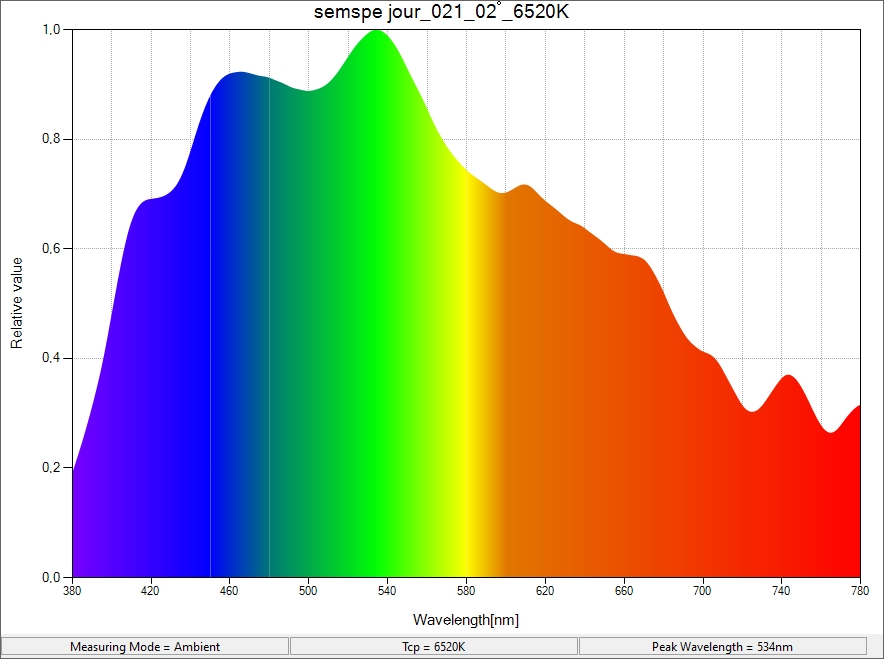 semspe jour_021_02°_6520K
1,0
0,8
0,6
0,4
0,2
0,0
Relative value
380 420 460 500 540 580 620 660 700 740 780
Wavelength[nm]
Measuring Mode = Ambient Tcp = 6520K Peak Wavelength = 534nm